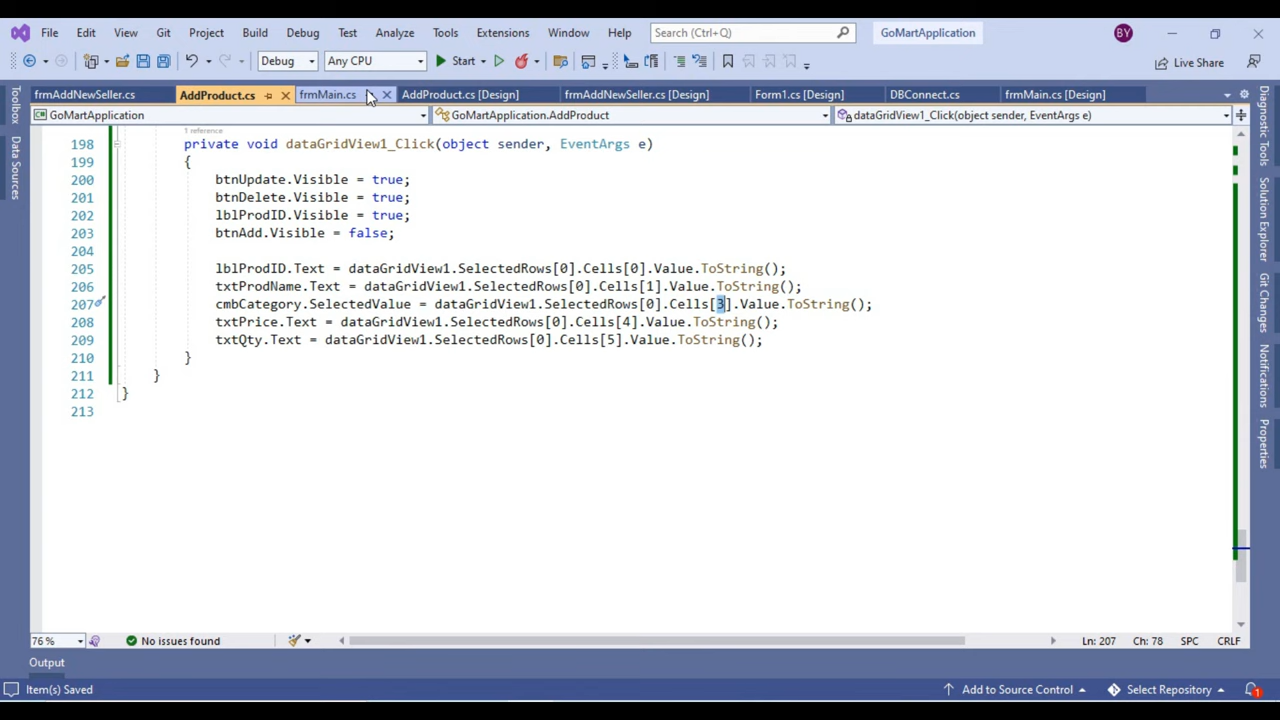 File Edit View Git Project Build Debug Test Analyze Tools Extensions Window Help Search (Ctrl+Q) GoMartApplication BY
Debug Any CPU Start Live Share
frmAddNewSeller.cs AddProduct.cs frmMain.cs AddProduct.cs [Design] frmAddNewSeller.cs [Design] Form1.cs [Design] DBConnect.cs frmMain.cs [Design]
GoMartApplication GoMartApplication.AddProduct dataGridView1_Click(object sender, EventArgs e)
Toolbox
Data Sources
Diagnostic Tools
Solution Explorer
Git Changes
Notifications
Properties
1 reference
198 private void dataGridView1_Click(object sender, EventArgs e)
199 {
200 btnUpdate.Visible = true;
201 btnDelete.Visible = true;
202 lblProdID.Visible = true;
203 btnAdd.Visible = false;
204
205 lblProdID.Text = dataGridView1.SelectedRows[0].Cells[0].Value.ToString();
206 txtProdName.Text = dataGridView1.SelectedRows[0].Cells[1].Value.ToString();
207 cmbCategory.SelectedValue = dataGridView1.SelectedRows[0].Cells[3].Value.ToString();
208 txtPrice.Text = dataGridView1.SelectedRows[0].Cells[4].Value.ToString();
209 txtQty.Text = dataGridView1.SelectedRows[0].Cells[5].Value.ToString();
210 }
211 }
212 }
213
76 % No issues found Ln: 207 Ch: 78 SPC CRLF
Output
Item(s) Saved Add to Source Control Select Repository 1